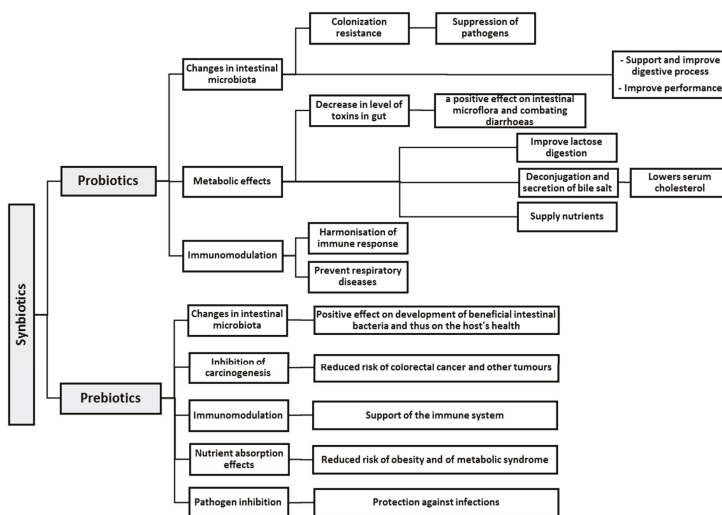 Synbiotics
Probiotics
Changes in intestinal
microbiota
Colonization
resistance
Suppression of
pathogens
- Support and improve
digestive process
- Improve performance
Metabolic effects
Decrease in level of
toxins in gut
a positive effect on intestinal
microflora and combating
diarrhoeas
Improve lactose
digestion
Deconjugation and
secretion of bile salt
Lowers serum
cholesterol
Supply nutrients
Immunomodulation
Harmonisation of
immune response
Prevent respiratory
diseases
Prebiotics
Changes in intestinal
microbiota
Positive effect on development of beneficial intestinal
bacteria and thus on the host's health
Inhibition of
carcinogenesis
Reduced risk of colorectal cancer and other tumours
Immunomodulation
Support of the immune system
Nutrient absorption
effects
Reduced risk of obesity and of metabolic syndrome
Pathogen inhibition
Protection against infections